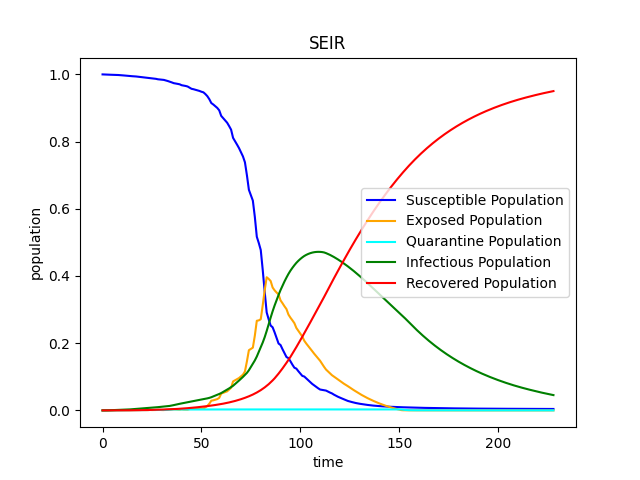 SEIR
1.0
0.8
0.6
0.4
0.2
0.0
population
Susceptible Population
Exposed Population
Quarantine Population
Infectious Population
Recovered Population
0
50
100
150
200
time